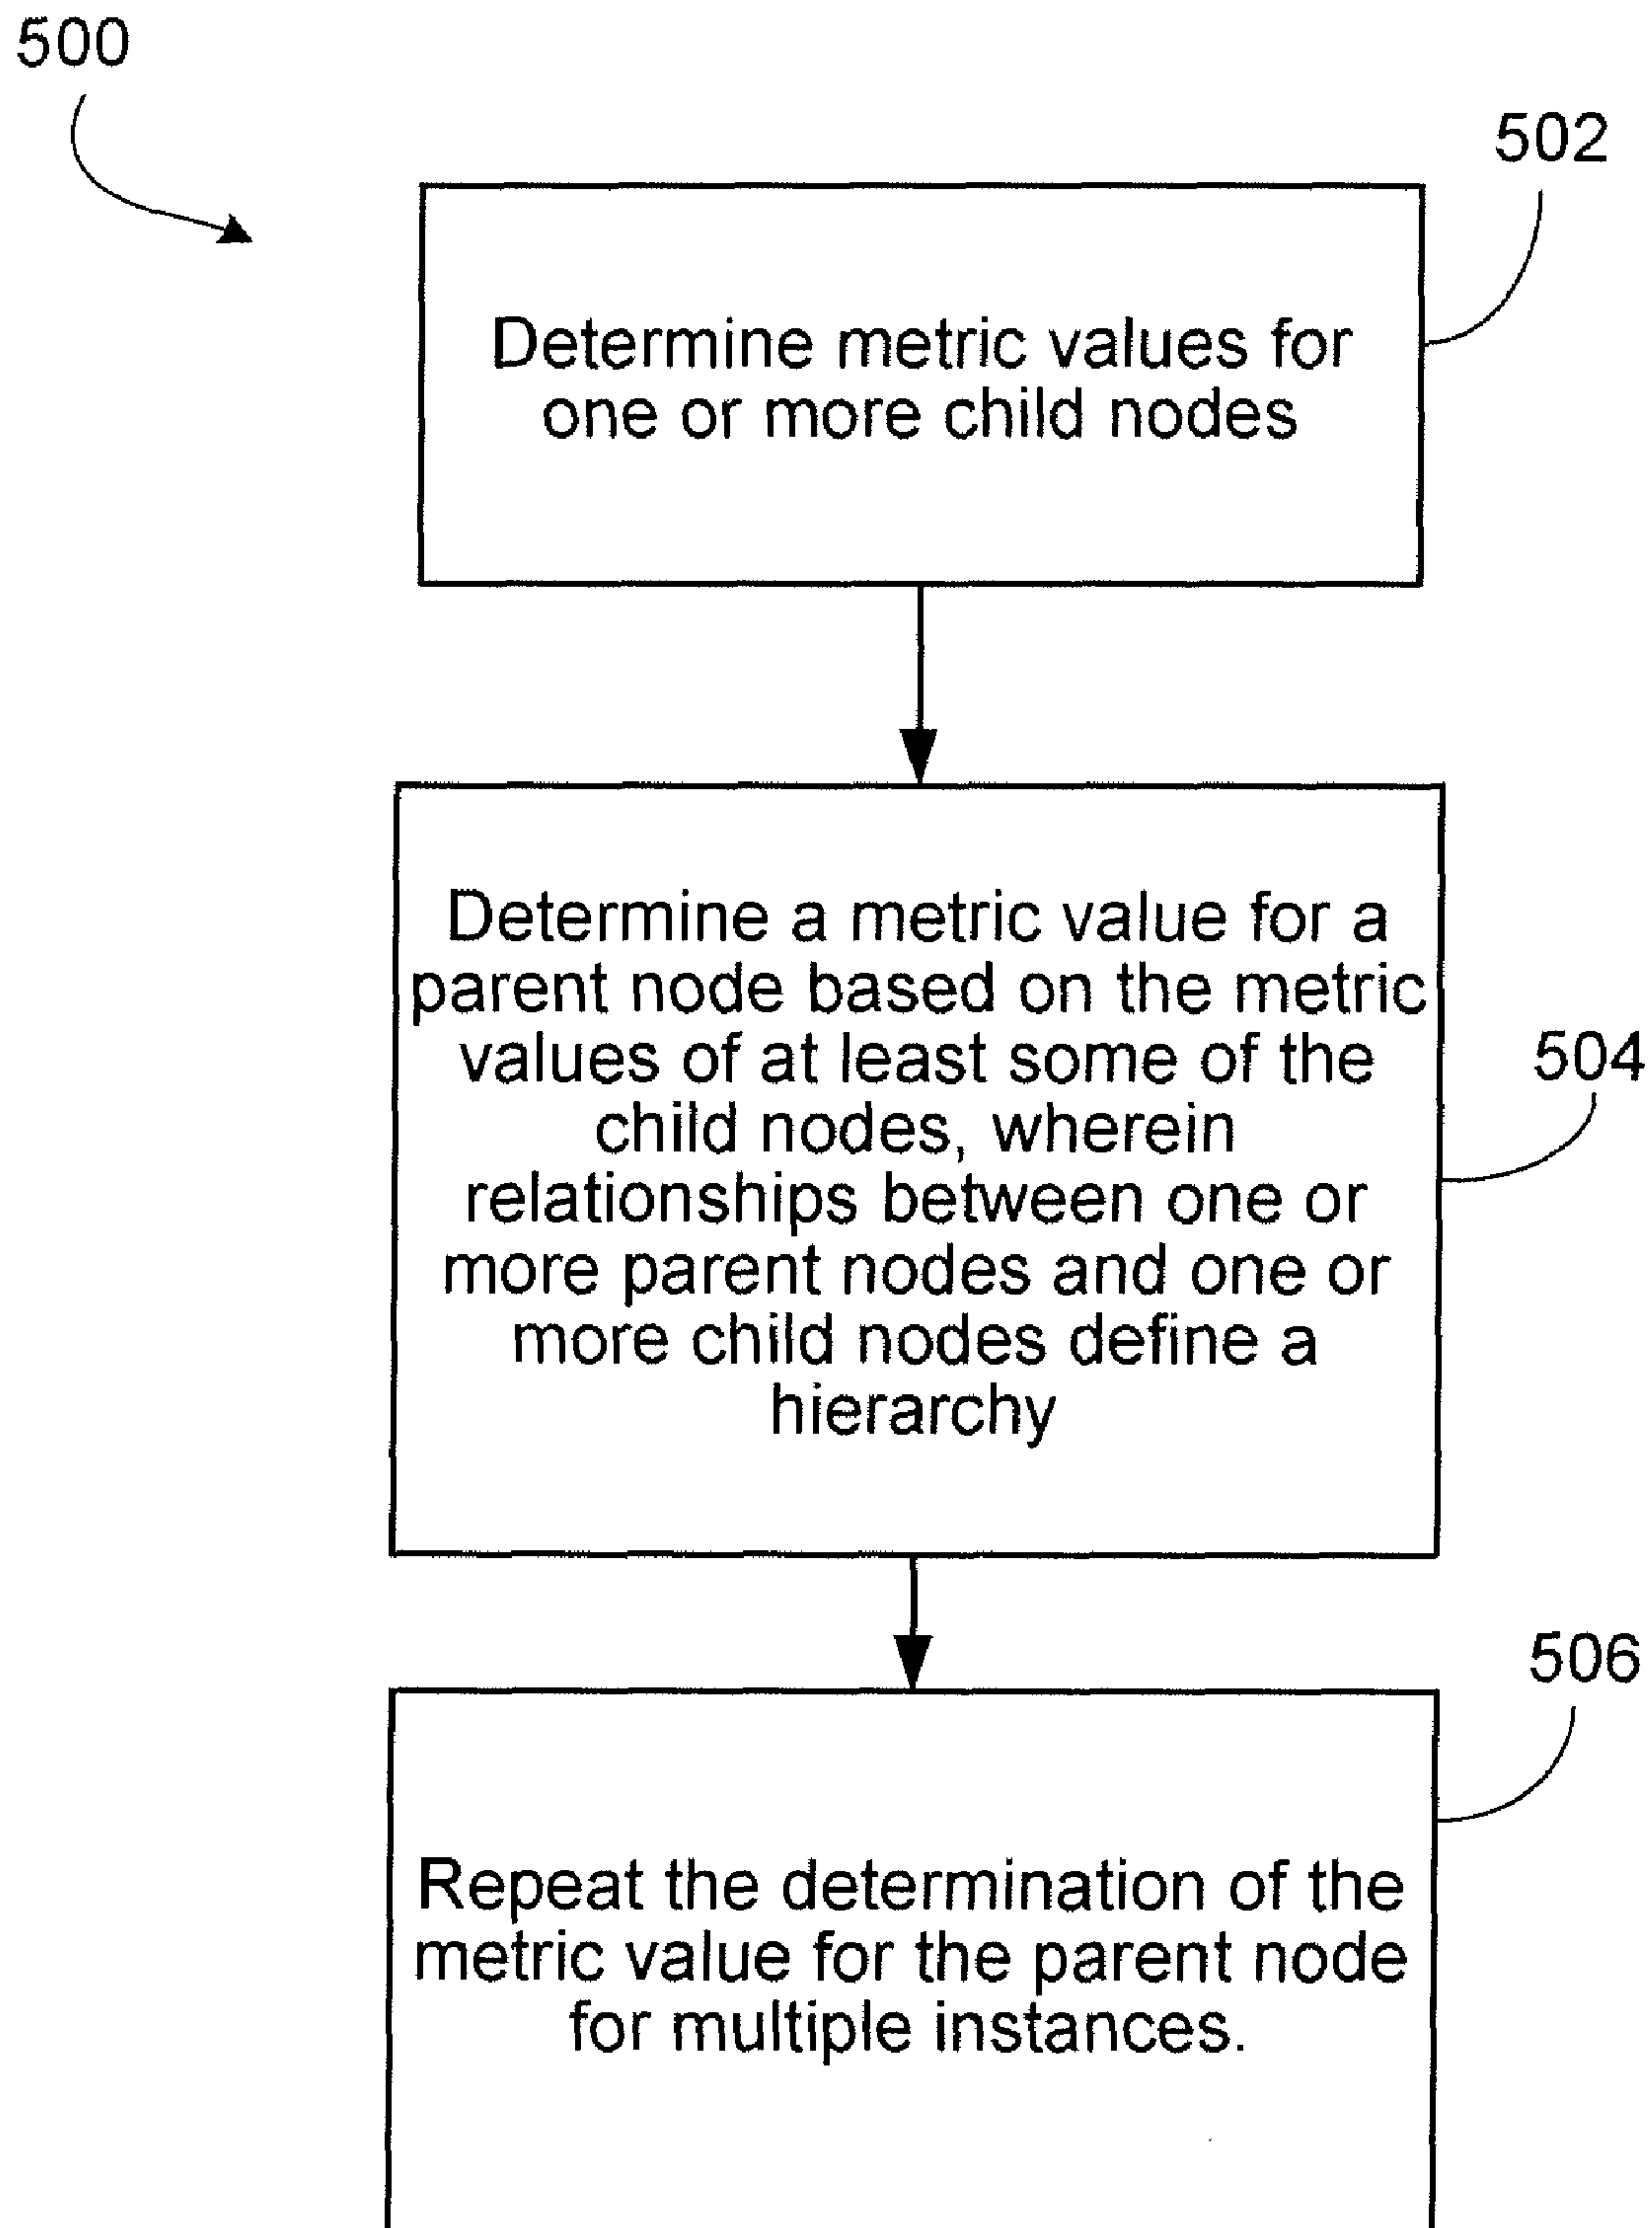 500
502
Determine metric values for
one or more child nodes
Determine a metric value for a
parent node based on the metric
values of at least some of the
child nodes, wherein
relationships between one or
more parent nodes and one or
more child nodes define a
hierarchy
504
506
Repeat the determination of the
metric value for the parent node
for multiple instances.